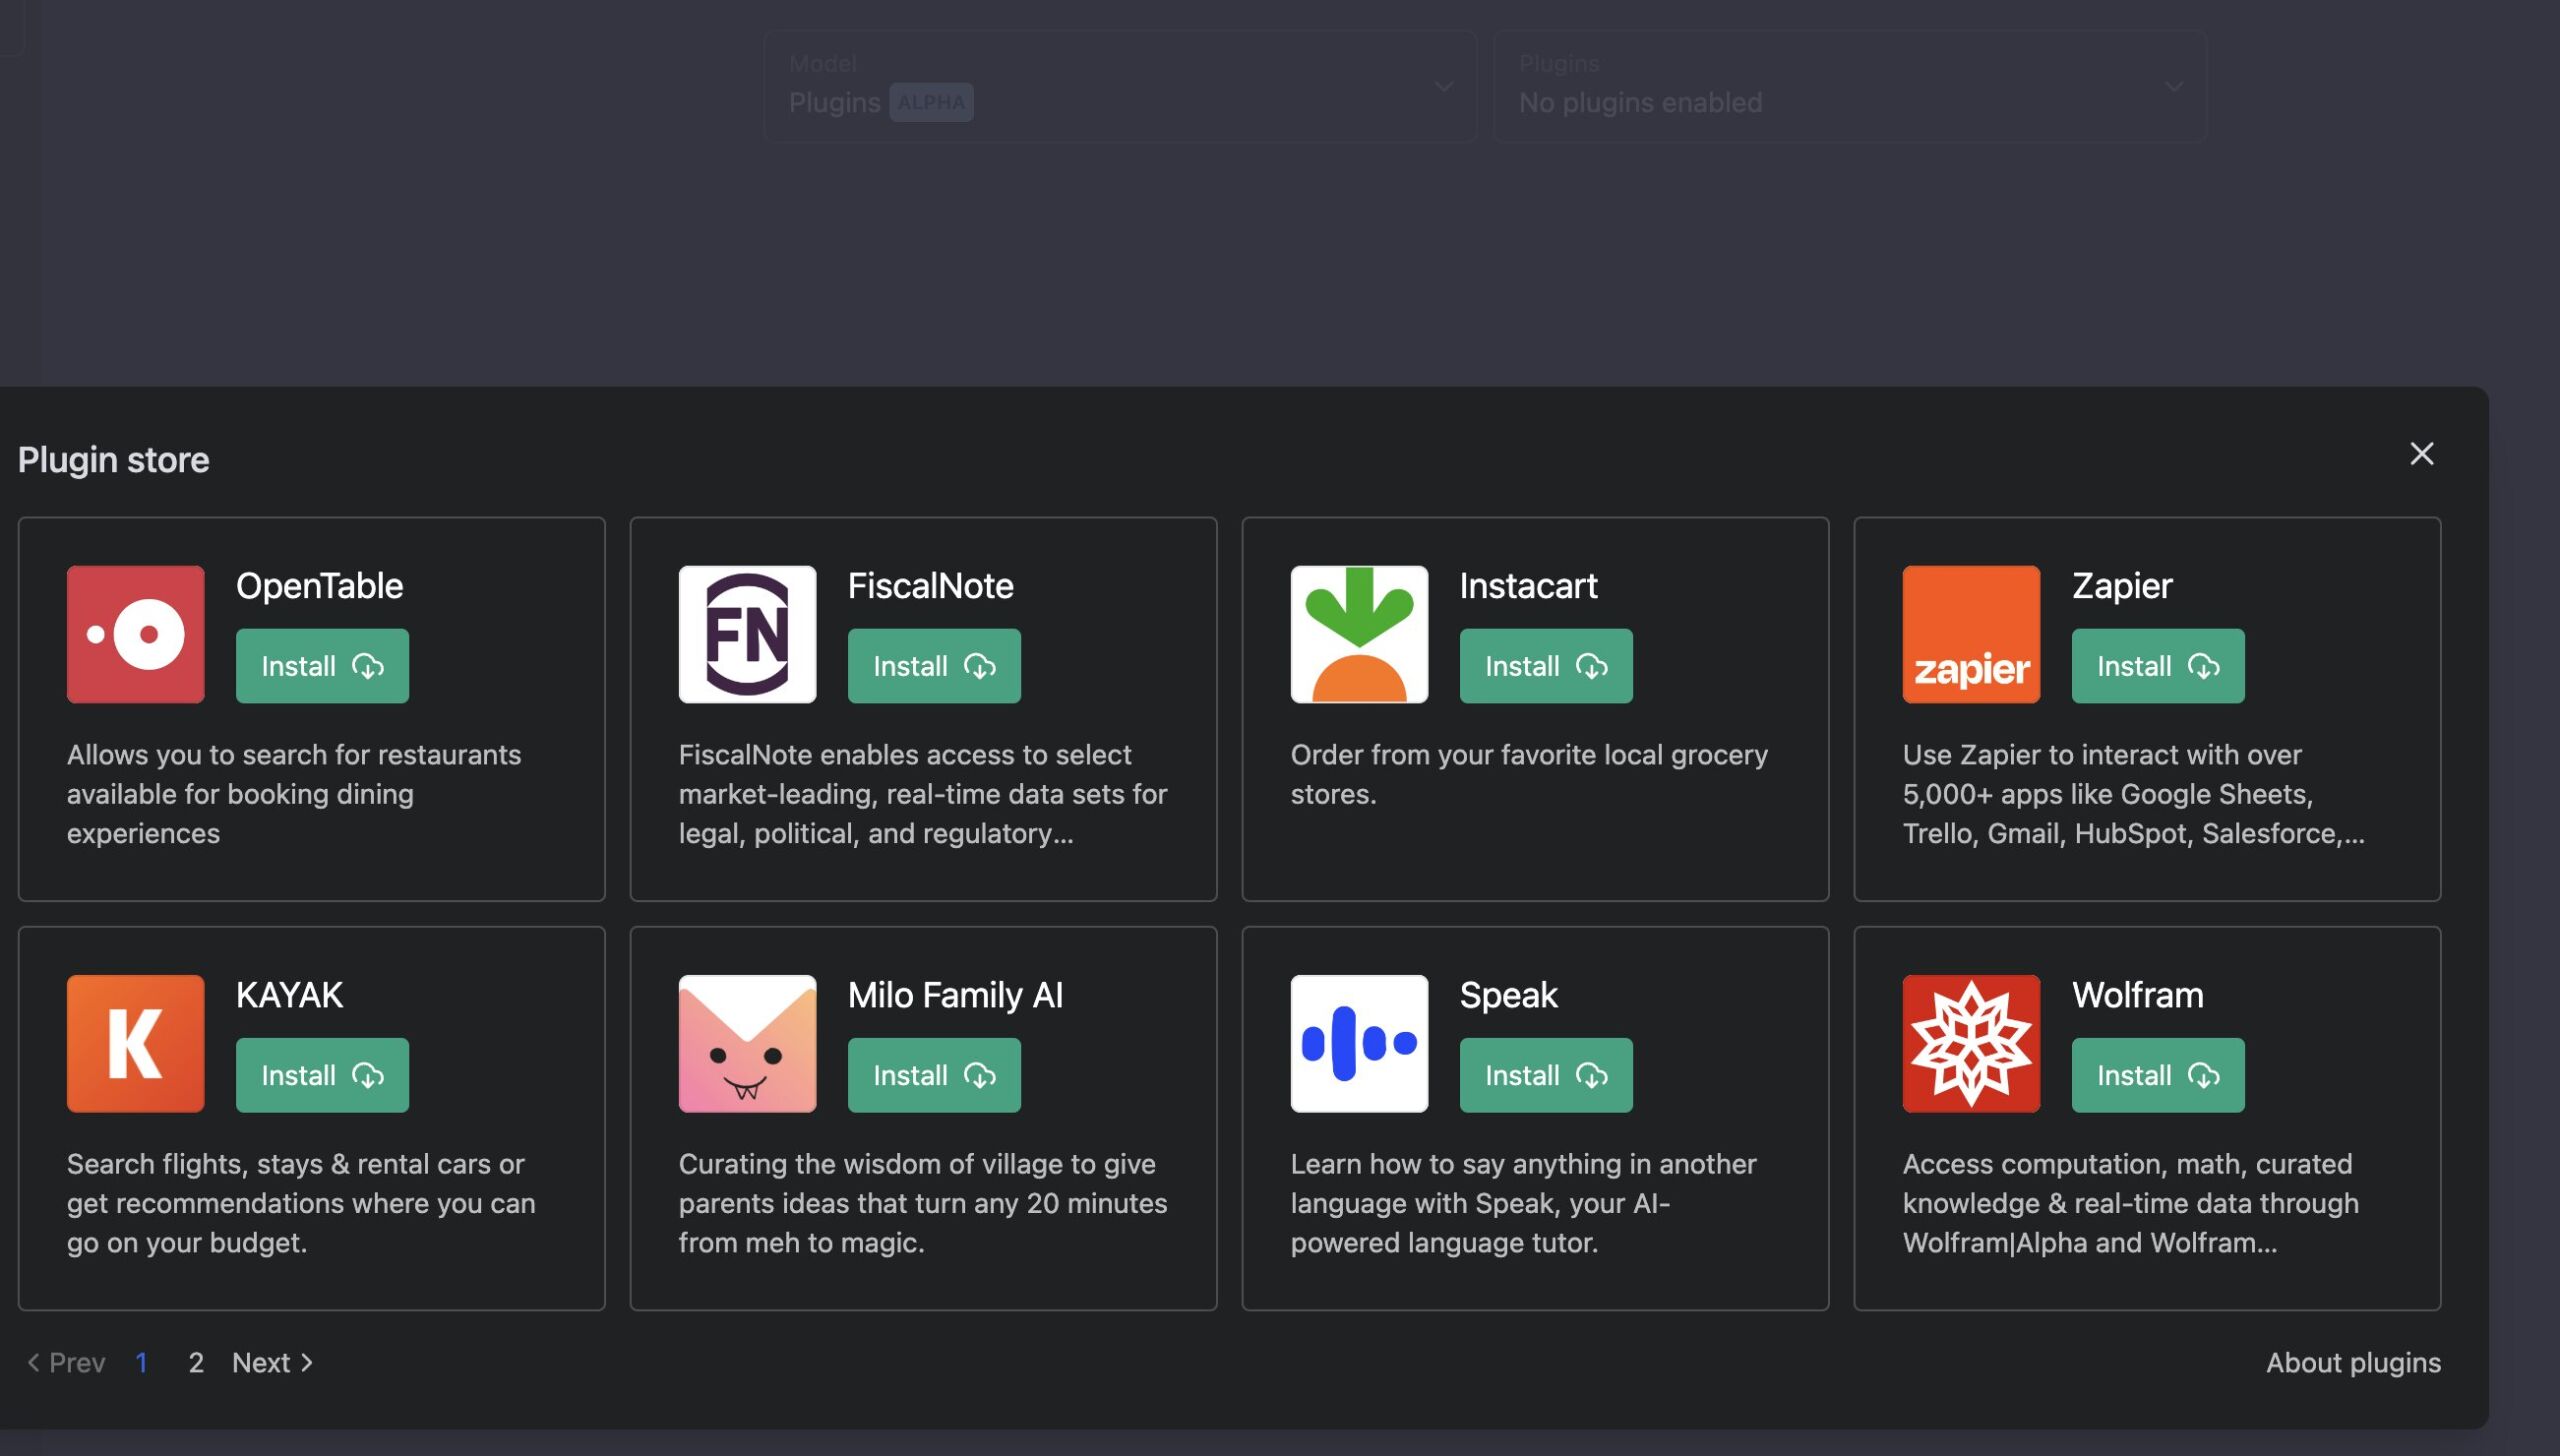 Model
Plugins ALPHA
Plugins
No plugins enabled
Plugin store
OpenTable
Install
Allows you to search for restaurants
available for booking dining
experiences
FN
FiscalNote
Install
FiscalNote enables access to select
market-leading, real-time data sets for
legal, political, and regulatory...
Instacart
Install
Order from your favorite local grocery
stores.
zapier
Zapier
Install
Use Zapier to interact with over
5,000+ apps like Google Sheets,
Trello, Gmail, HubSpot, Salesforce,...
K
KAYAK
Install
Search flights, stays & rental cars or
get recommendations where you can
go on your budget.
Milo Family AI
Install
Curating the wisdom of village to give
parents ideas that turn any 20 minutes
from meh to magic.
Speak
Install
Learn how to say anything in another
language with Speak, your AI-
powered language tutor.
Wolfram
Install
Access computation, math, curated
knowledge & real-time data through
Wolfram|Alpha and Wolfram...
Prev 1 2 Next
About plugins